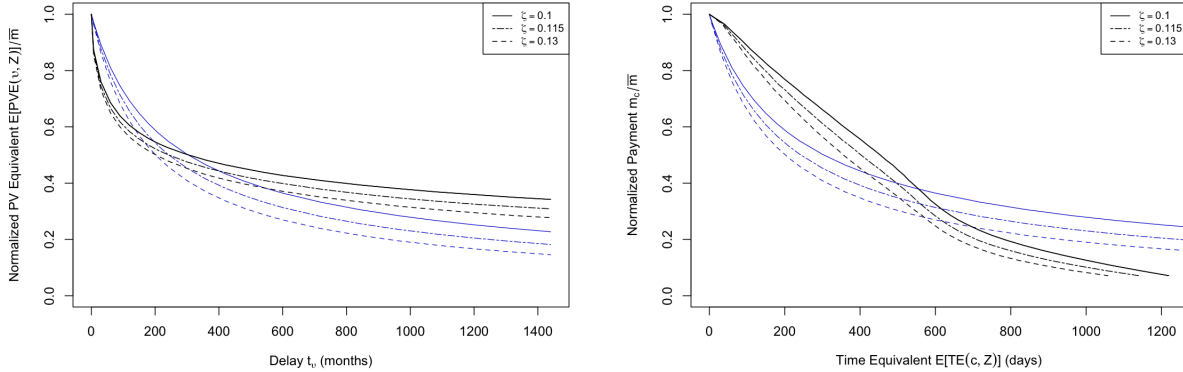 Normalized PV Equivalent E[PVE(υ, Z)]/m̅
1.0
0.8
0.6
0.4
0.2
0.0
0 200 400 600 800 1000 1200 1400
Delay tᵤ (months)
ζ = 0.1
ζ = 0.115
ζ = 0.13
Normalized Payment m_c/m̅
1.0
0.8
0.6
0.4
0.2
0.0
0 200 400 600 800 1000 1200
Time Equivalent E[TE(c, Z)] (days)
ζ = 0.1
ζ = 0.115
ζ = 0.13